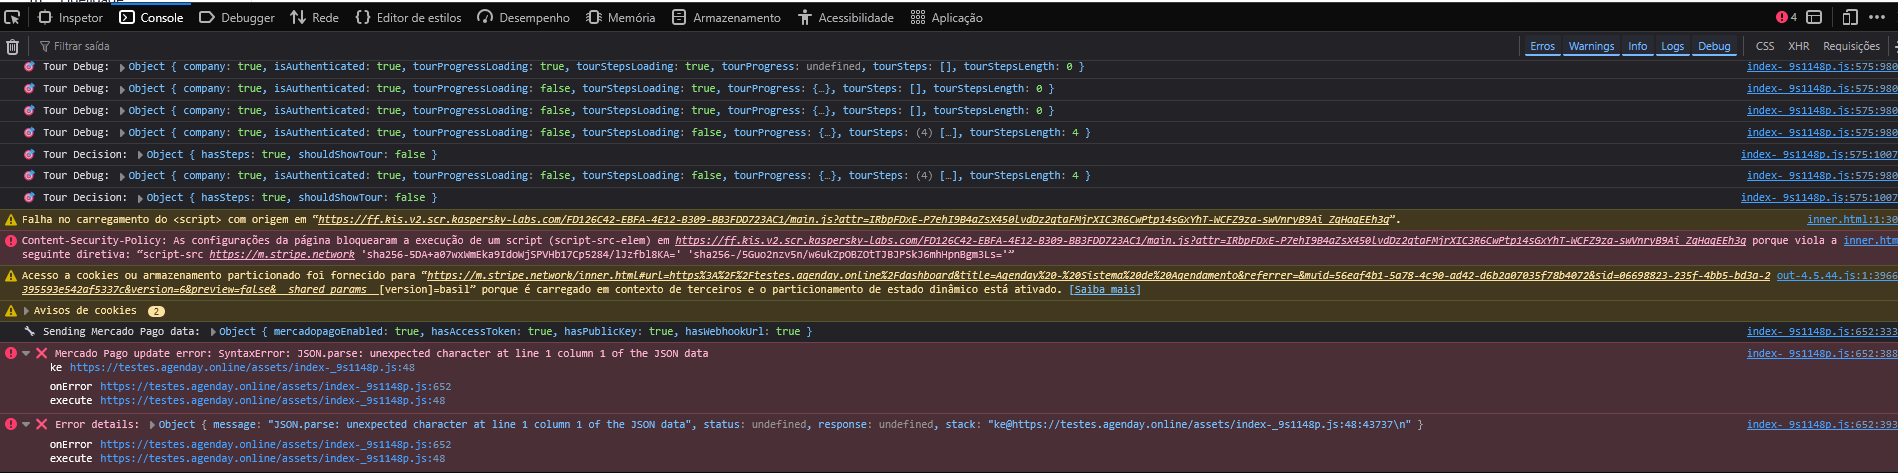 Inspetor Console Debugger Rede Editor de estilos Desempenho Memória Armazenamento Acessibilidade Aplicação 4
Filtrar saída Erros Warnings Info Logs Debug CSS XHR Requisições
Tour Debug: Object { company: true, isAuthenticated: true, tourProgressLoading: true, tourStepsLoading: true, tourProgress: undefined, tourSteps: [], tourStepsLength: 0 } index-_9s1148p.js:575:980
Tour Debug: Object { company: true, isAuthenticated: true, tourProgressLoading: false, tourStepsLoading: true, tourProgress: {…}, tourSteps: [], tourStepsLength: 0 } index-_9s1148p.js:575:980
Tour Debug: Object { company: true, isAuthenticated: true, tourProgressLoading: false, tourStepsLoading: true, tourProgress: {…}, tourSteps: [], tourStepsLength: 0 } index-_9s1148p.js:575:980
Tour Debug: Object { company: true, isAuthenticated: true, tourProgressLoading: false, tourStepsLoading: false, tourProgress: {…}, tourSteps: (4) […], tourStepsLength: 4 } index-_9s1148p.js:575:980
Tour Decision: Object { hasSteps: true, shouldShowTour: false } index-_9s1148p.js:575:1007
Tour Debug: Object { company: true, isAuthenticated: true, tourProgressLoading: false, tourStepsLoading: false, tourProgress: {…}, tourSteps: (4) […], tourStepsLength: 4 } index-_9s1148p.js:575:980
Tour Decision: Object { hasSteps: true, shouldShowTour: false } index-_9s1148p.js:575:1007
Falha no carregamento do <script> com origem em “https://ff.kis.v2.scr.kaspersky-labs.com/FD126C42-EBFA-4E12-B309-BB3FDD723AC1/main.js?attr=IRbpFDxE-P7ehI9B4aZsX450lvdDz2qtaFMjrXIC3R6CwPtp14sGxYhT-WCFZ9za-swVnryB9Ai_ZqHaqEEh3g”. inner.html:1:30
Content-Security-Policy: As configurações da página bloquearam a execução de um script (script-src-elem) em https://ff.kis.v2.scr.kaspersky-labs.com/FD126C42-EBFA-4E12-B309-BB3FDD723AC1/main.js?attr=IRbpFDxE-P7ehI9B4aZsX450lvdDz2qtaFMjrXIC3R6CwPtp14sGxYhT-WCFZ9za-swVnryB9Ai_ZqHaqEEh3g porque viola a inner.htm
seguinte diretiva: “script-src https://m.stripe.network 'sha256-5DA+a07wxWmEka9IdoWjSPVHb17Cp5284/lJzfbl8KA=' 'sha256-/5Guo2nzv5n/w6ukZpOBZOtTJBJPSkJ6mhHpnBgm3Ls='”
Acesso a cookies ou armazenamento particionado foi fornecido para “https://m.stripe.network/inner.html#url=https%3A%2F%2Ftestes.agenday.online%2Fdashboard&title=Agenday%20-%20Sistema%20de%20Agendamento&referrer=&muid=56eaf4b1-5a78-4c90-ad42-d6b2a07035f78b4072&sid=06698823-235f-4bb5-bd3a-2 out-4.5.44.js:1:3966
395593e542af5337c&version=6&preview=false&__shared_params__[version]=basil” porque é carregado em contexto de terceiros e o particionamento de estado dinâmico está ativado. [Saiba mais]
Avisos de cookies 2
Sending Mercado Pago data: Object { mercadopagoEnabled: true, hasAccessToken: true, hasPublicKey: true, hasWebhookUrl: true } index-_9s1148p.js:652:333
Mercado Pago update error: SyntaxError: JSON.parse: unexpected character at line 1 column 1 of the JSON data index-_9s1148p.js:652:388
ke https://testes.agenday.online/assets/index-_9s1148p.js:48
onError https://testes.agenday.online/assets/index-_9s1148p.js:652
execute https://testes.agenday.online/assets/index-_9s1148p.js:48
Error details: Object { message: "JSON.parse: unexpected character at line 1 column 1 of the JSON data", status: undefined, response: undefined, stack: "ke@https://testes.agenday.online/assets/index-_9s1148p.js:48:43737\n" } index-_9s1148p.js:652:393
onError https://testes.agenday.online/assets/index-_9s1148p.js:652
execute https://testes.agenday.online/assets/index-_9s1148p.js:48